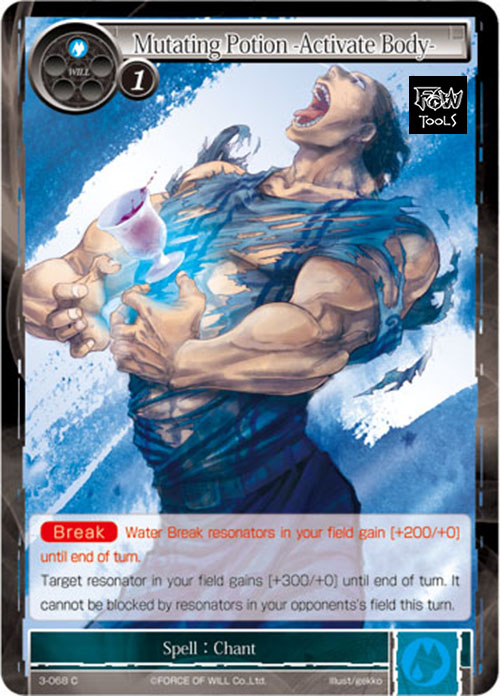 Mutating Potion -Activate Body-
WILL
1
FOW
TOOLS
Break Water Break resonators in your field gain [+200/+0]
until end of turn.
Target resonator in your field gains [+300/+0] until end of turn. It
cannot be blocked by resonators in your opponent's field this turn.
Spell : Chant
3-068 C ©FORCE OF WILL Co.,Ltd. Illust/gekko